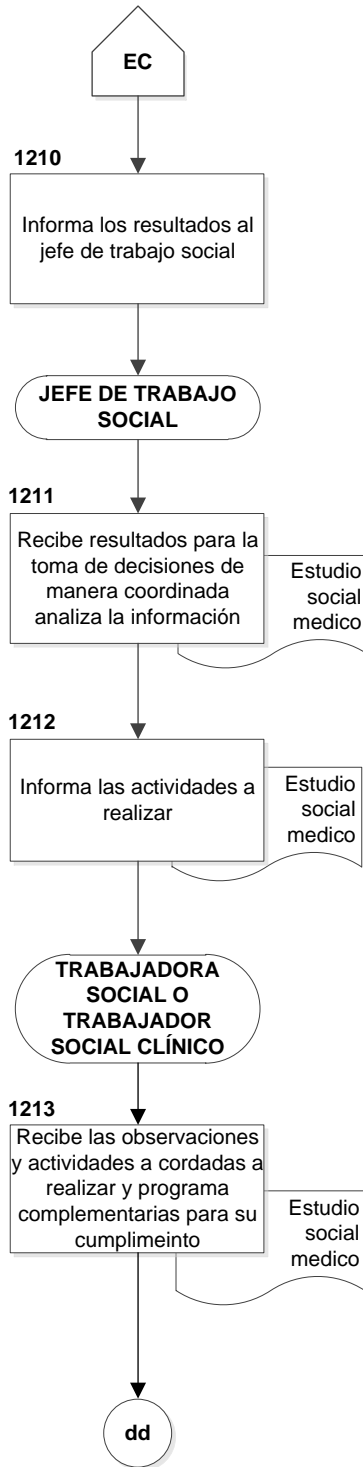 EC
1210
Informa los resultados al
jefe de trabajo social
JEFE DE TRABAJO
SOCIAL
1211
Recibe resultados para la
toma de decisiones de
manera coordinada
analiza la información
Estudio
social
medico
1212
Informa las actividades a
realizar
Estudio
social
medico
TRABAJADORA
SOCIAL O
TRABAJADOR
SOCIAL CLÍNICO
1213
Recibe las observaciones
y actividades a cordadas a
realizar y programa
complementarias para su
cumplimeinto
Estudio
social
medico
dd